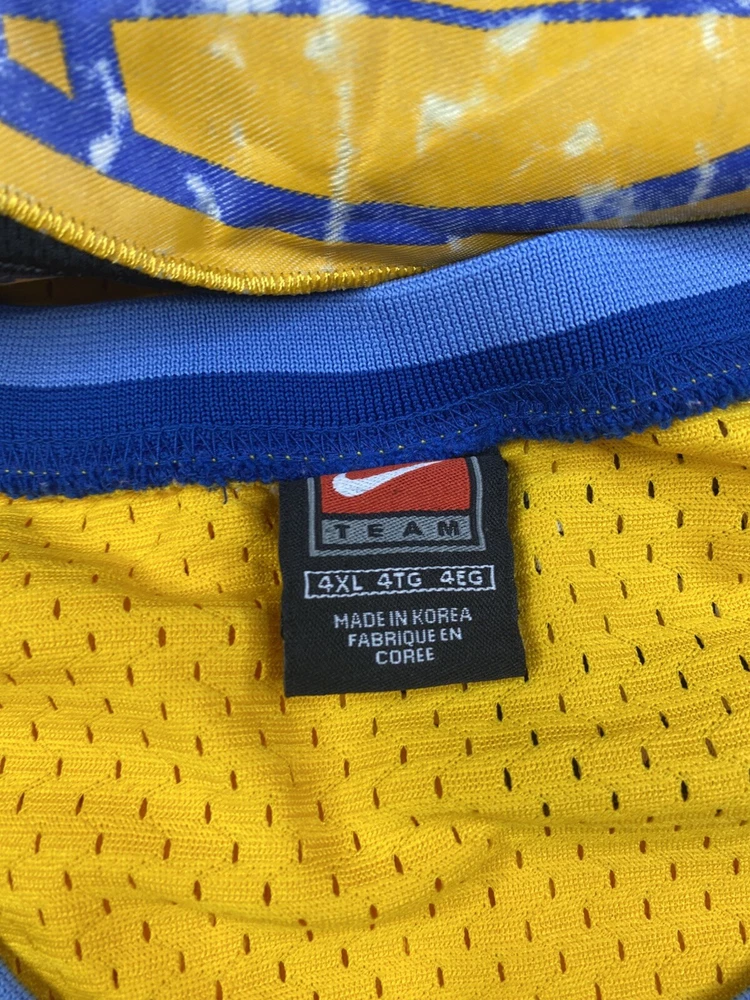 TEAM
4XL 4TG 4EG
MADE IN KOREA
FABRIQUE EN
COREE